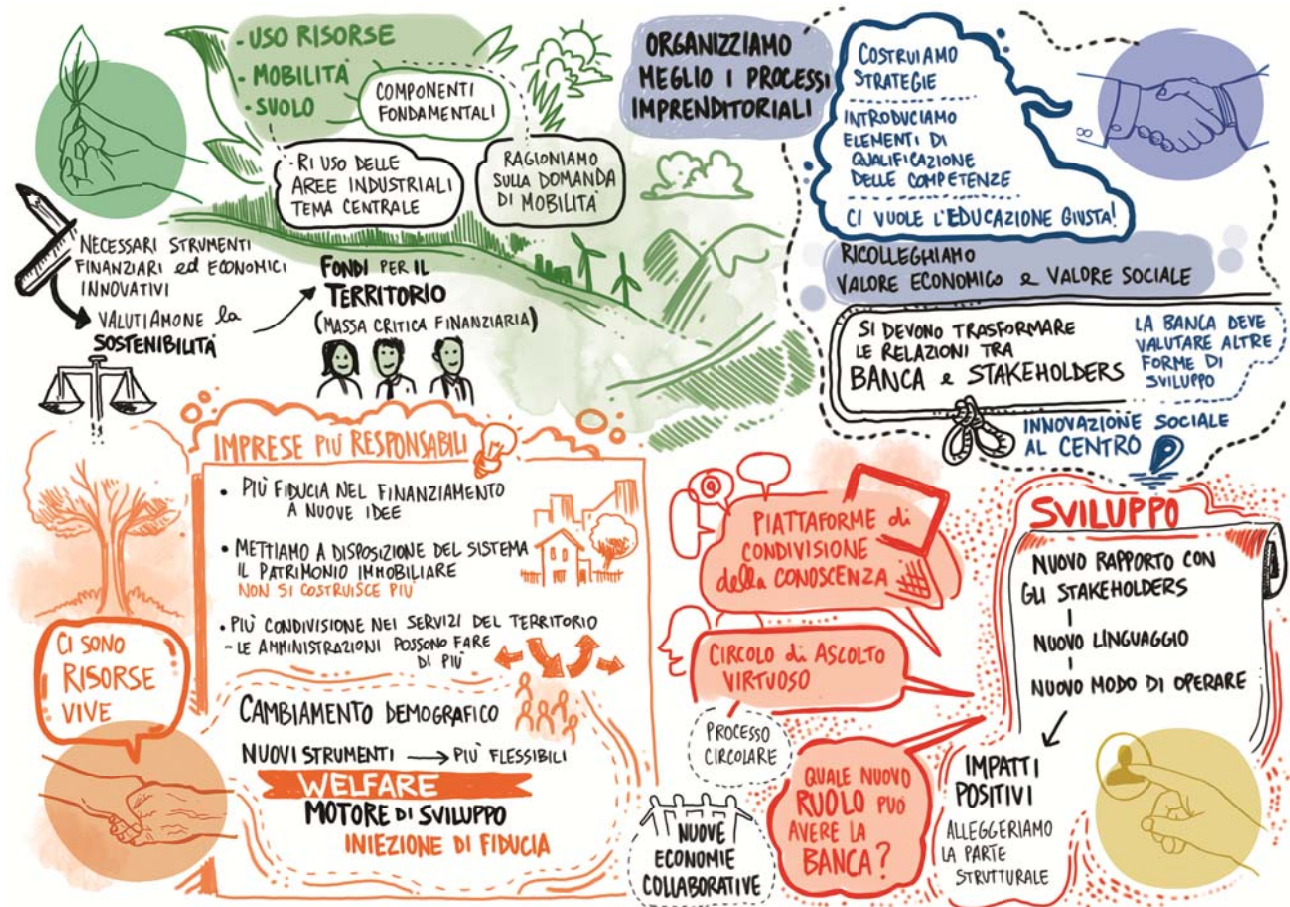 - USO RISORSE
- MOBILITÀ
- SUOLO
COMPONENTI
FONDAMENTALI
- RI USO DELLE
AREE INDUSTRIALI
TEMA CENTRALE
RAGIONIAMO
SULLA DOMANDA
DI MOBILITÀ
NECESSARI STRUMENTI
FINANZIARI ed ECONOMICI
INNOVATIVI
VALUTIAMONE la
SOSTENIBILITÀ
FONDI PER IL
TERRITORIO
(MASSA CRITICA FINANZIARIA)
ORGANIZZIAMO
MEGLIO I PROCESSI
IMPRENDITORIALI
COSTRUIAMO
STRATEGIE
INTRODUCIAMO
ELEMENTI DI
QUALIFICAZIONE
DELLE COMPETENZE
CI VUOLE L'EDUCAZIONE GIUSTA!
RICOLLEGHIAMO
VALORE ECONOMICO e VALORE SOCIALE
SI DEVONO TRASFORMARE
LE RELAZIONI TRA
BANCA e STAKEHOLDERS
LA BANCA DEVE
VALUTARE ALTRE
FORME DI
SVILUPPO
INNOVAZIONE SOCIALE
AL CENTRO
IMPRESE PIÙ RESPONSABILI
• PIÙ FIDUCIA NEL FINANZIAMENTO
A NUOVE IDEE
• METTIAMO A DISPOSIZIONE DEL SISTEMA
IL PATRIMONIO IMMOBILIARE
NON SI COSTRUISCE PIÙ
• PIÙ CONDIVISIONE NEI SERVIZI DEL TERRITORIO
- LE AMMINISTRAZIONI POSSONO FARE
DI PIÙ
CI SONO
RISORSE
VIVE
CAMBIAMENTO DEMOGRAFICO
NUOVI STRUMENTI → PIÙ FLESSIBILI
WELFARE
MOTORE DI SVILUPPO
INIEZIONE DI FIDUCIA
@
PIATTAFORME di
CONDIVISIONE
della CONOSCENZA
CIRCOLO di ASCOLTO
VIRTUOSO
PROCESSO
CIRCOLARE
NUOVE
ECONOMIE
COLLABORATIVE
QUALE NUOVO
RUOLO PUÓ
AVERE LA
BANCA?
SVILUPPO
NUOVO RAPPORTO CON
GLI STAKEHOLDERS
NUOVO LINGUAGGIO
NUOVO MODO DI OPERARE
IMPATTI
POSITIVI
ALLEGGERIAMO
LA PARTE
STRUTTURALE